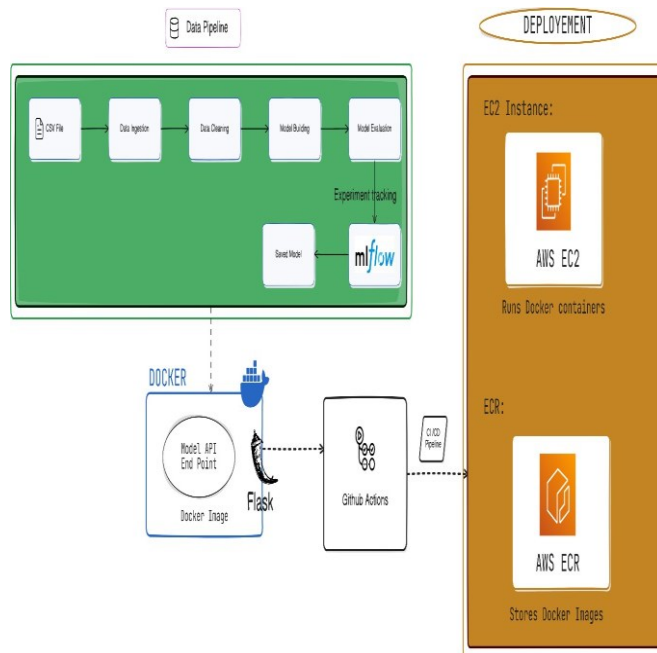 Data Pipeline
DEPLOYEMENT
CSV File
Data Ingestion
Data Cleaning
Model Building
Model Evaluation
Experiment tracking
Saved Model
mlflow
EC2 Instance:
AWS EC2
Runs Docker containers
DOCKER
Model API
End Point
Docker Image
Flask
Github Actions
CI /CD
Pipeline
ECR:
AWS ECR
Stores Docker Images